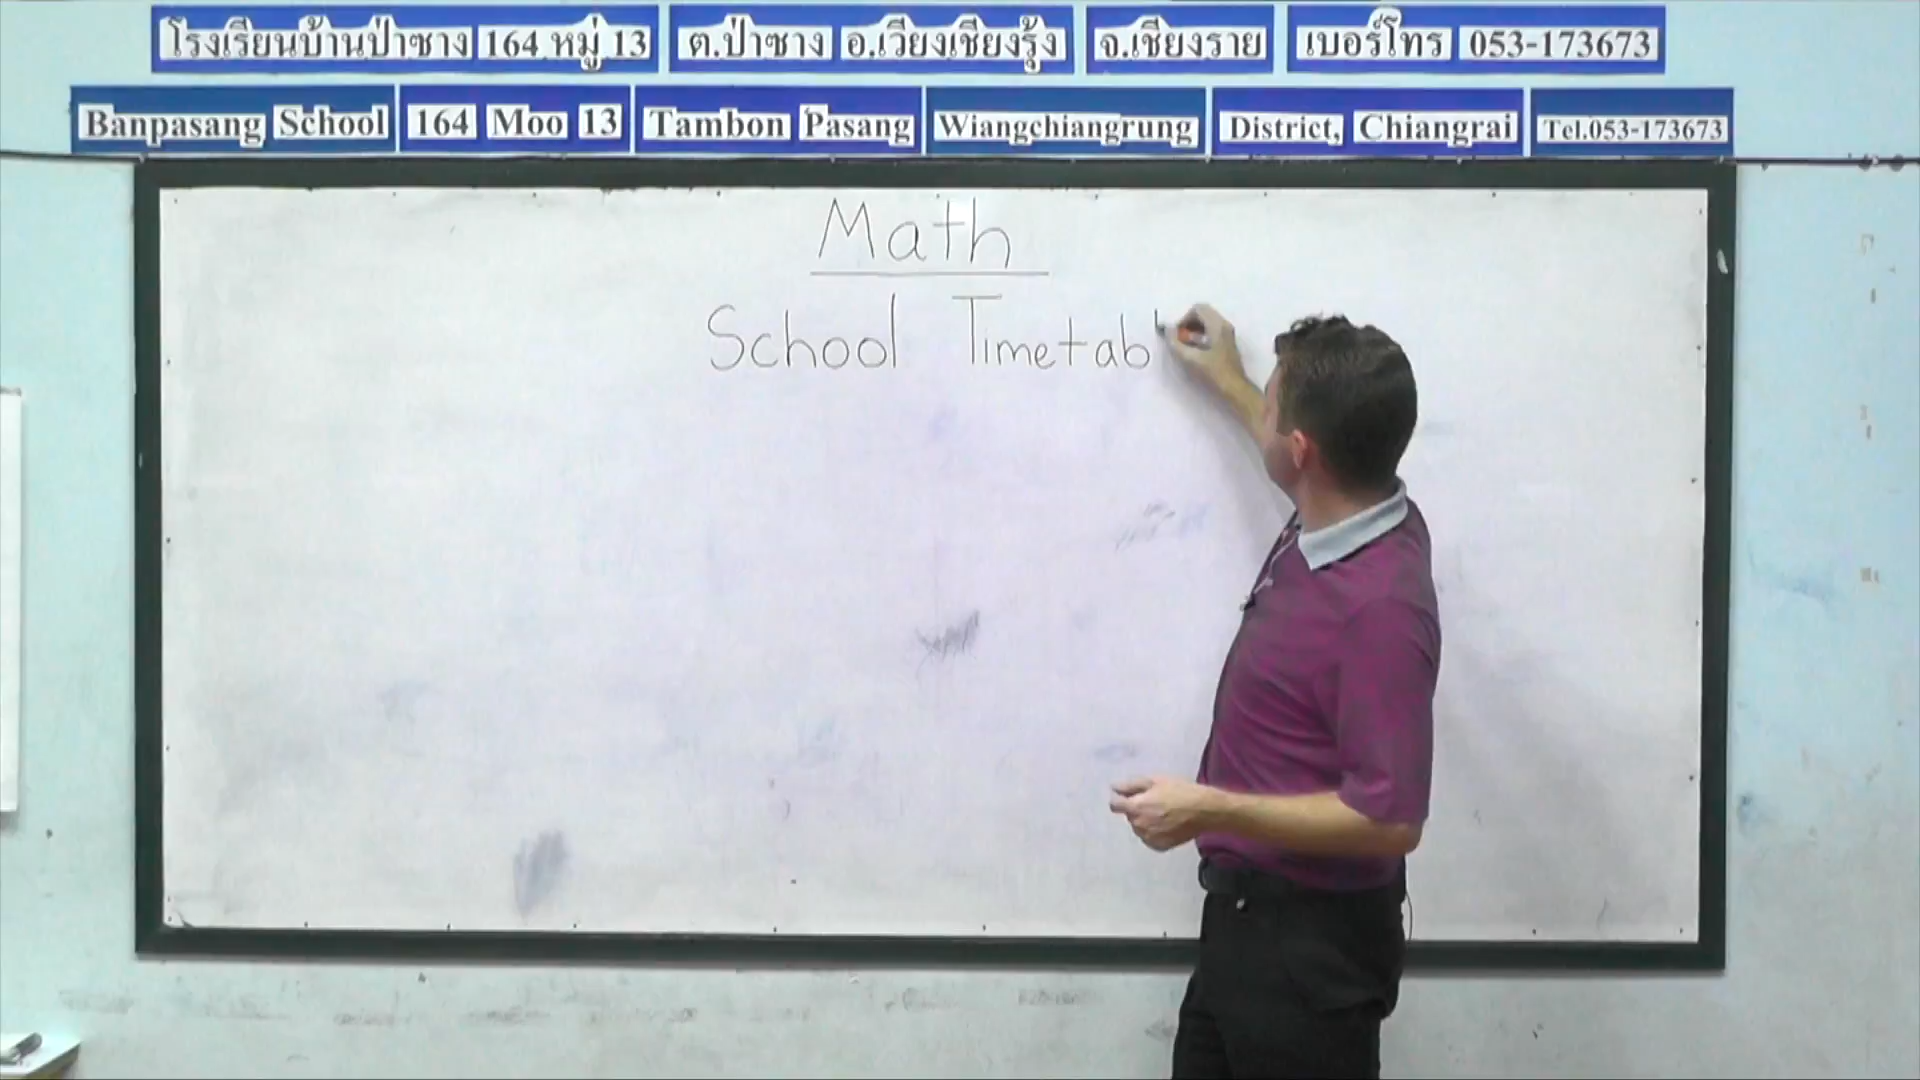 โรงเรียนบ้านป่าซาง 164 หมู่ 13 ต.ป่าซาง อ.เวียงเชียงรุ้ง จ.เชียงราย เบอร์โทร 053-173673
Banpasang School 164 Moo 13 Tambon Pasang Wiangchiangrung District, Chiangrai Tel.053-173673
Math
School Timetab